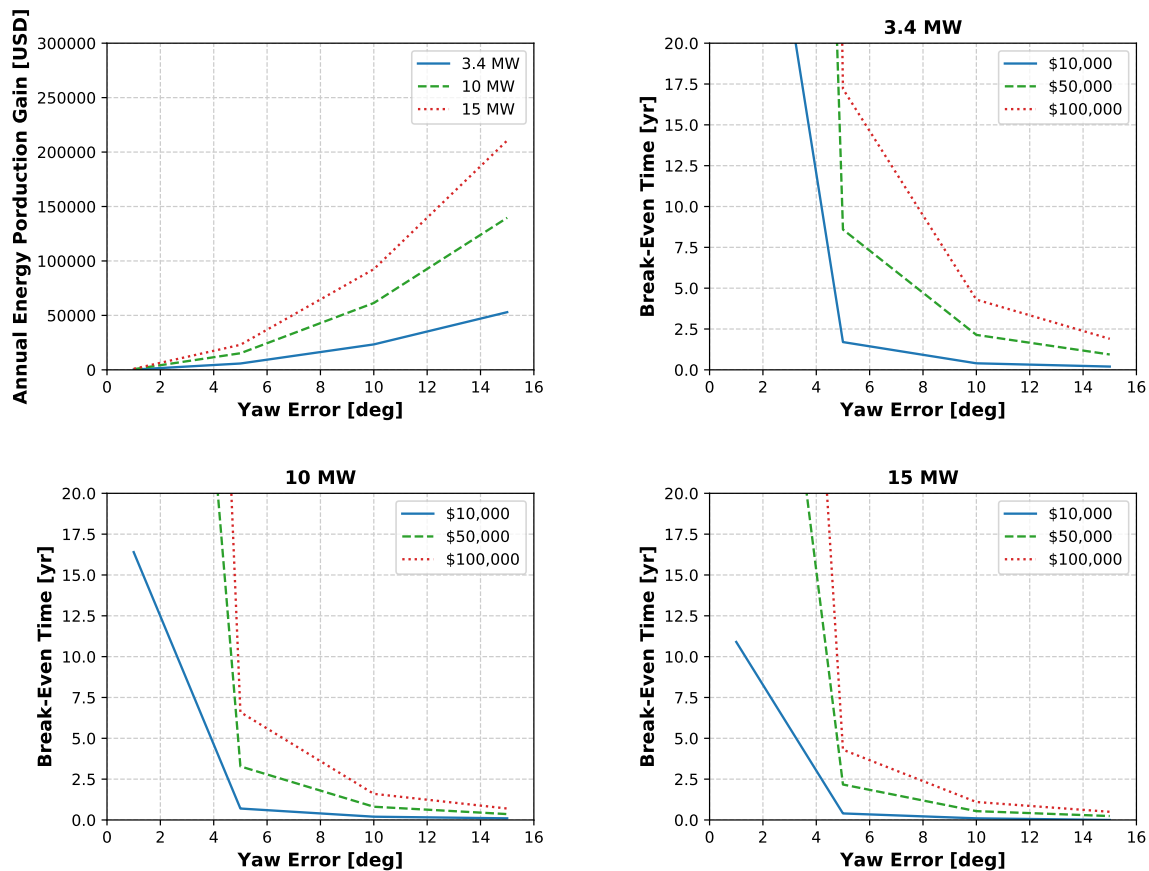 Annual Energy Porduction Gain [USD]
300000
250000
200000
150000
100000
50000
0
0 2 4 6 8 10 12 14 16
Yaw Error [deg]
3.4 MW
10 MW
15 MW
3.4 MW
Break-Even Time [yr]
20.0
17.5
15.0
12.5
10.0
7.5
5.0
2.5
0.0
0 2 4 6 8 10 12 14 16
Yaw Error [deg]
$10,000
$50,000
$100,000
10 MW
Break-Even Time [yr]
20.0
17.5
15.0
12.5
10.0
7.5
5.0
2.5
0.0
0 2 4 6 8 10 12 14 16
Yaw Error [deg]
$10,000
$50,000
$100,000
15 MW
Break-Even Time [yr]
20.0
17.5
15.0
12.5
10.0
7.5
5.0
2.5
0.0
0 2 4 6 8 10 12 14 16
Yaw Error [deg]
$10,000
$50,000
$100,000